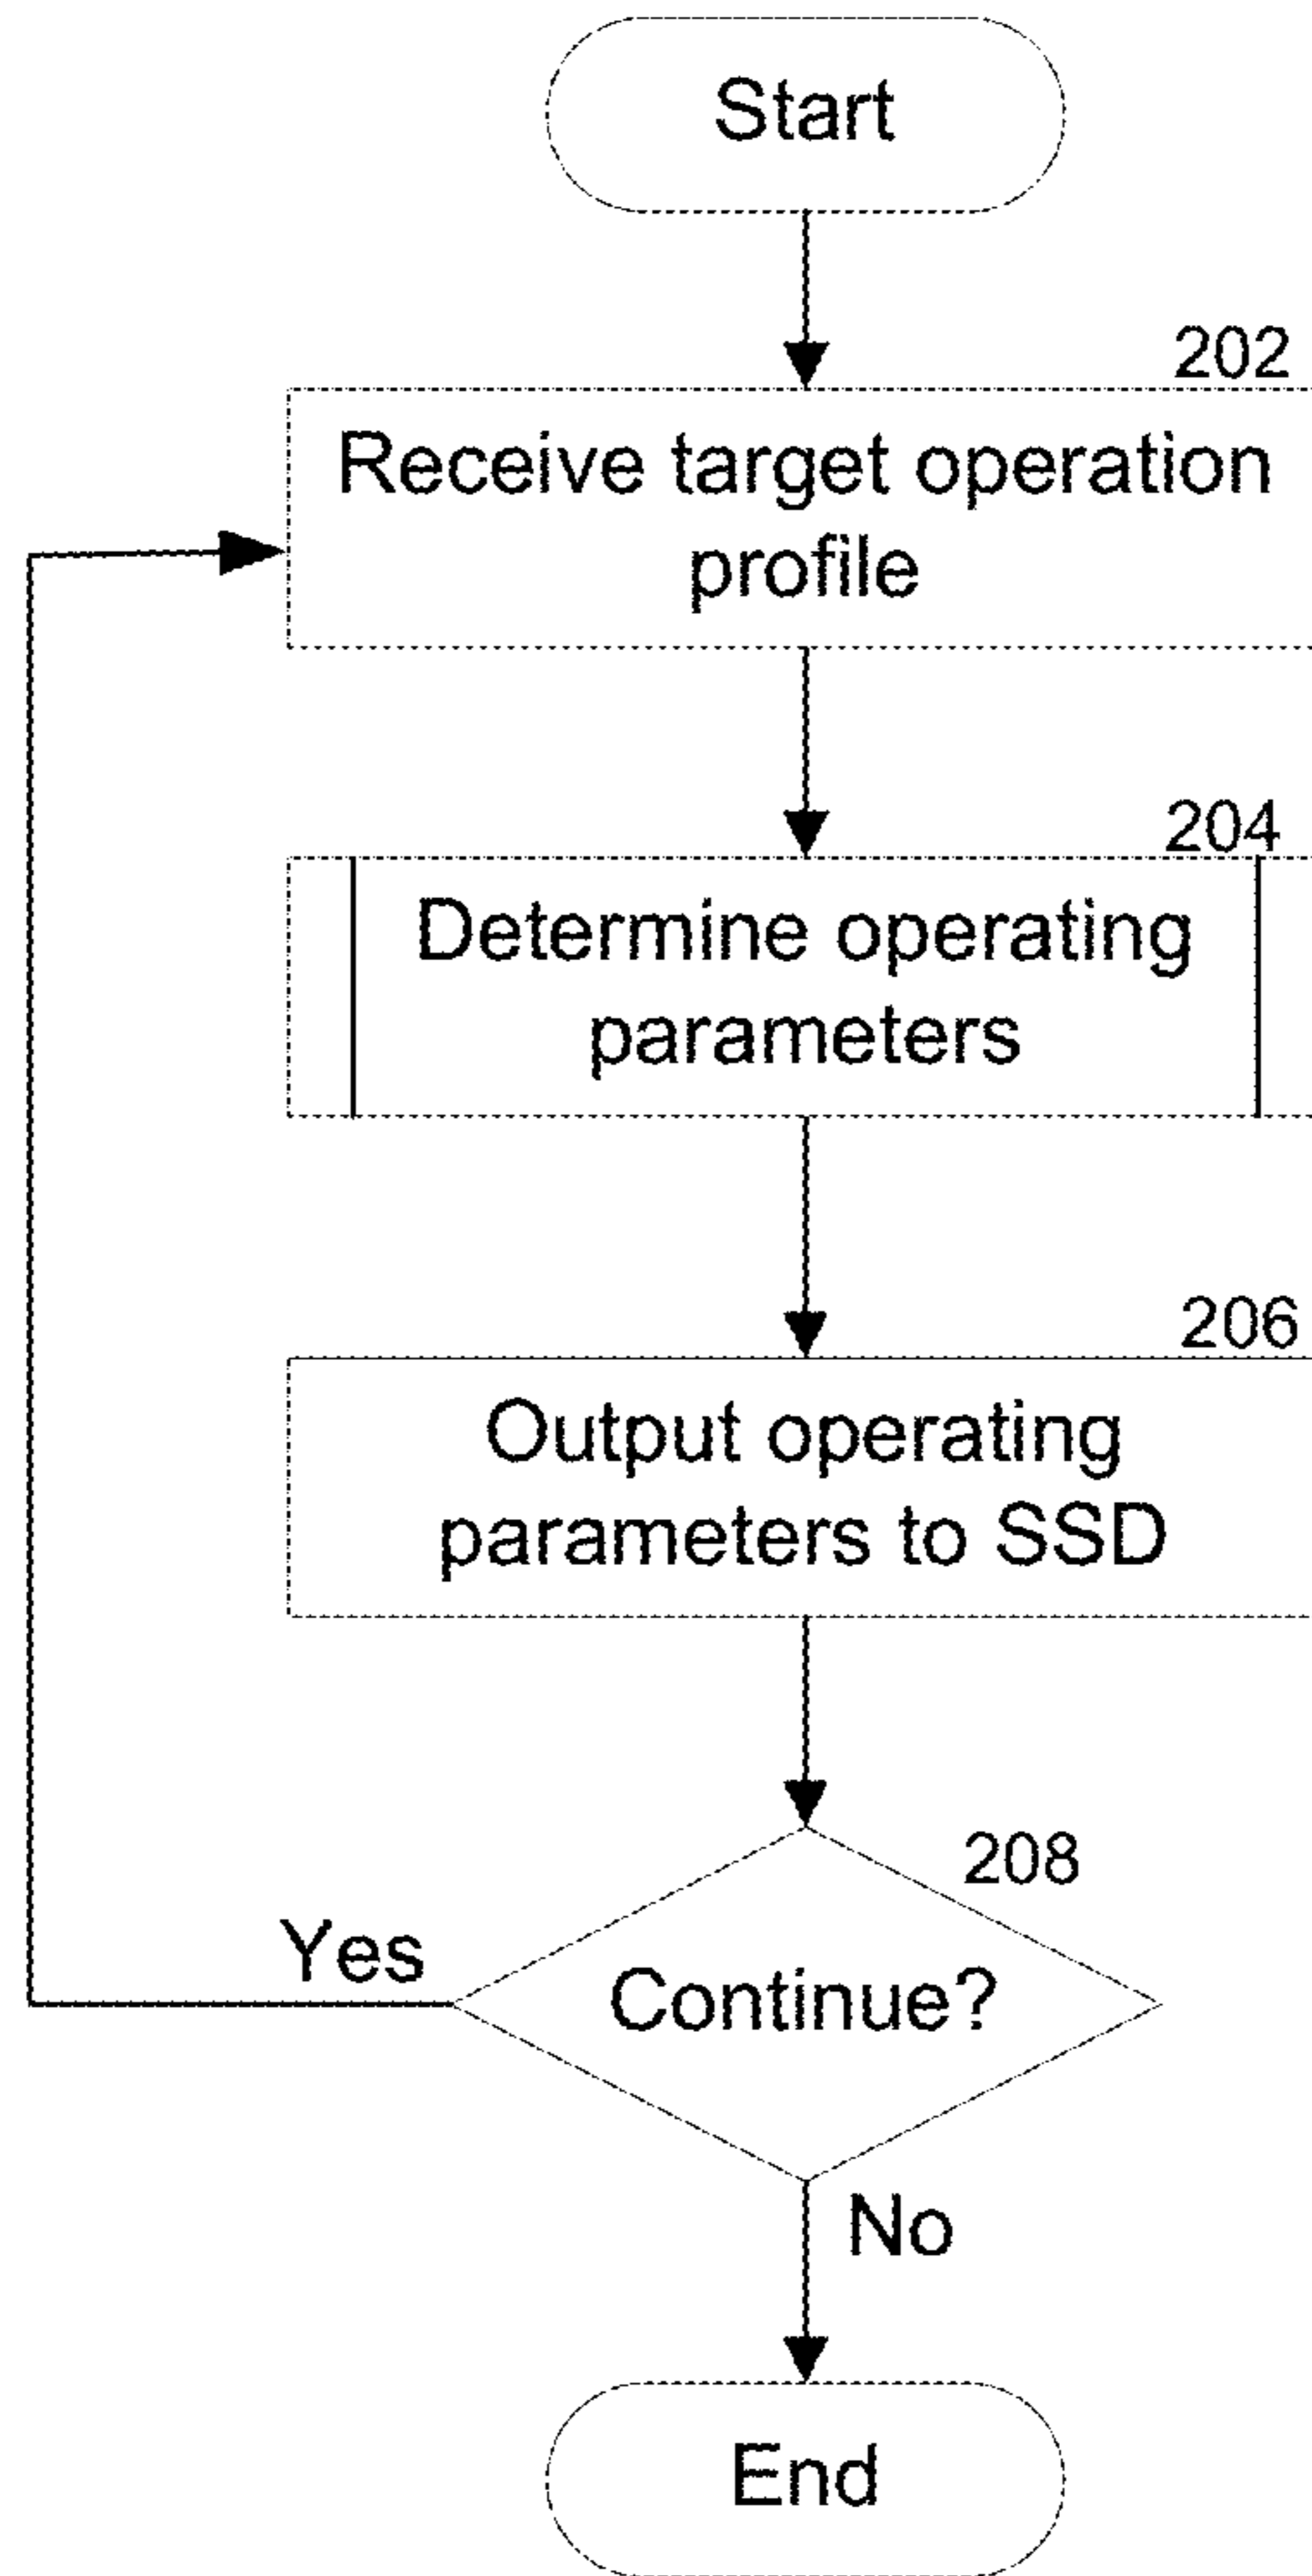 Start
202
Receive target operation
profile
204
Determine operating
parameters
206
Output operating
parameters to SSD
208
Continue?
Yes
No
End